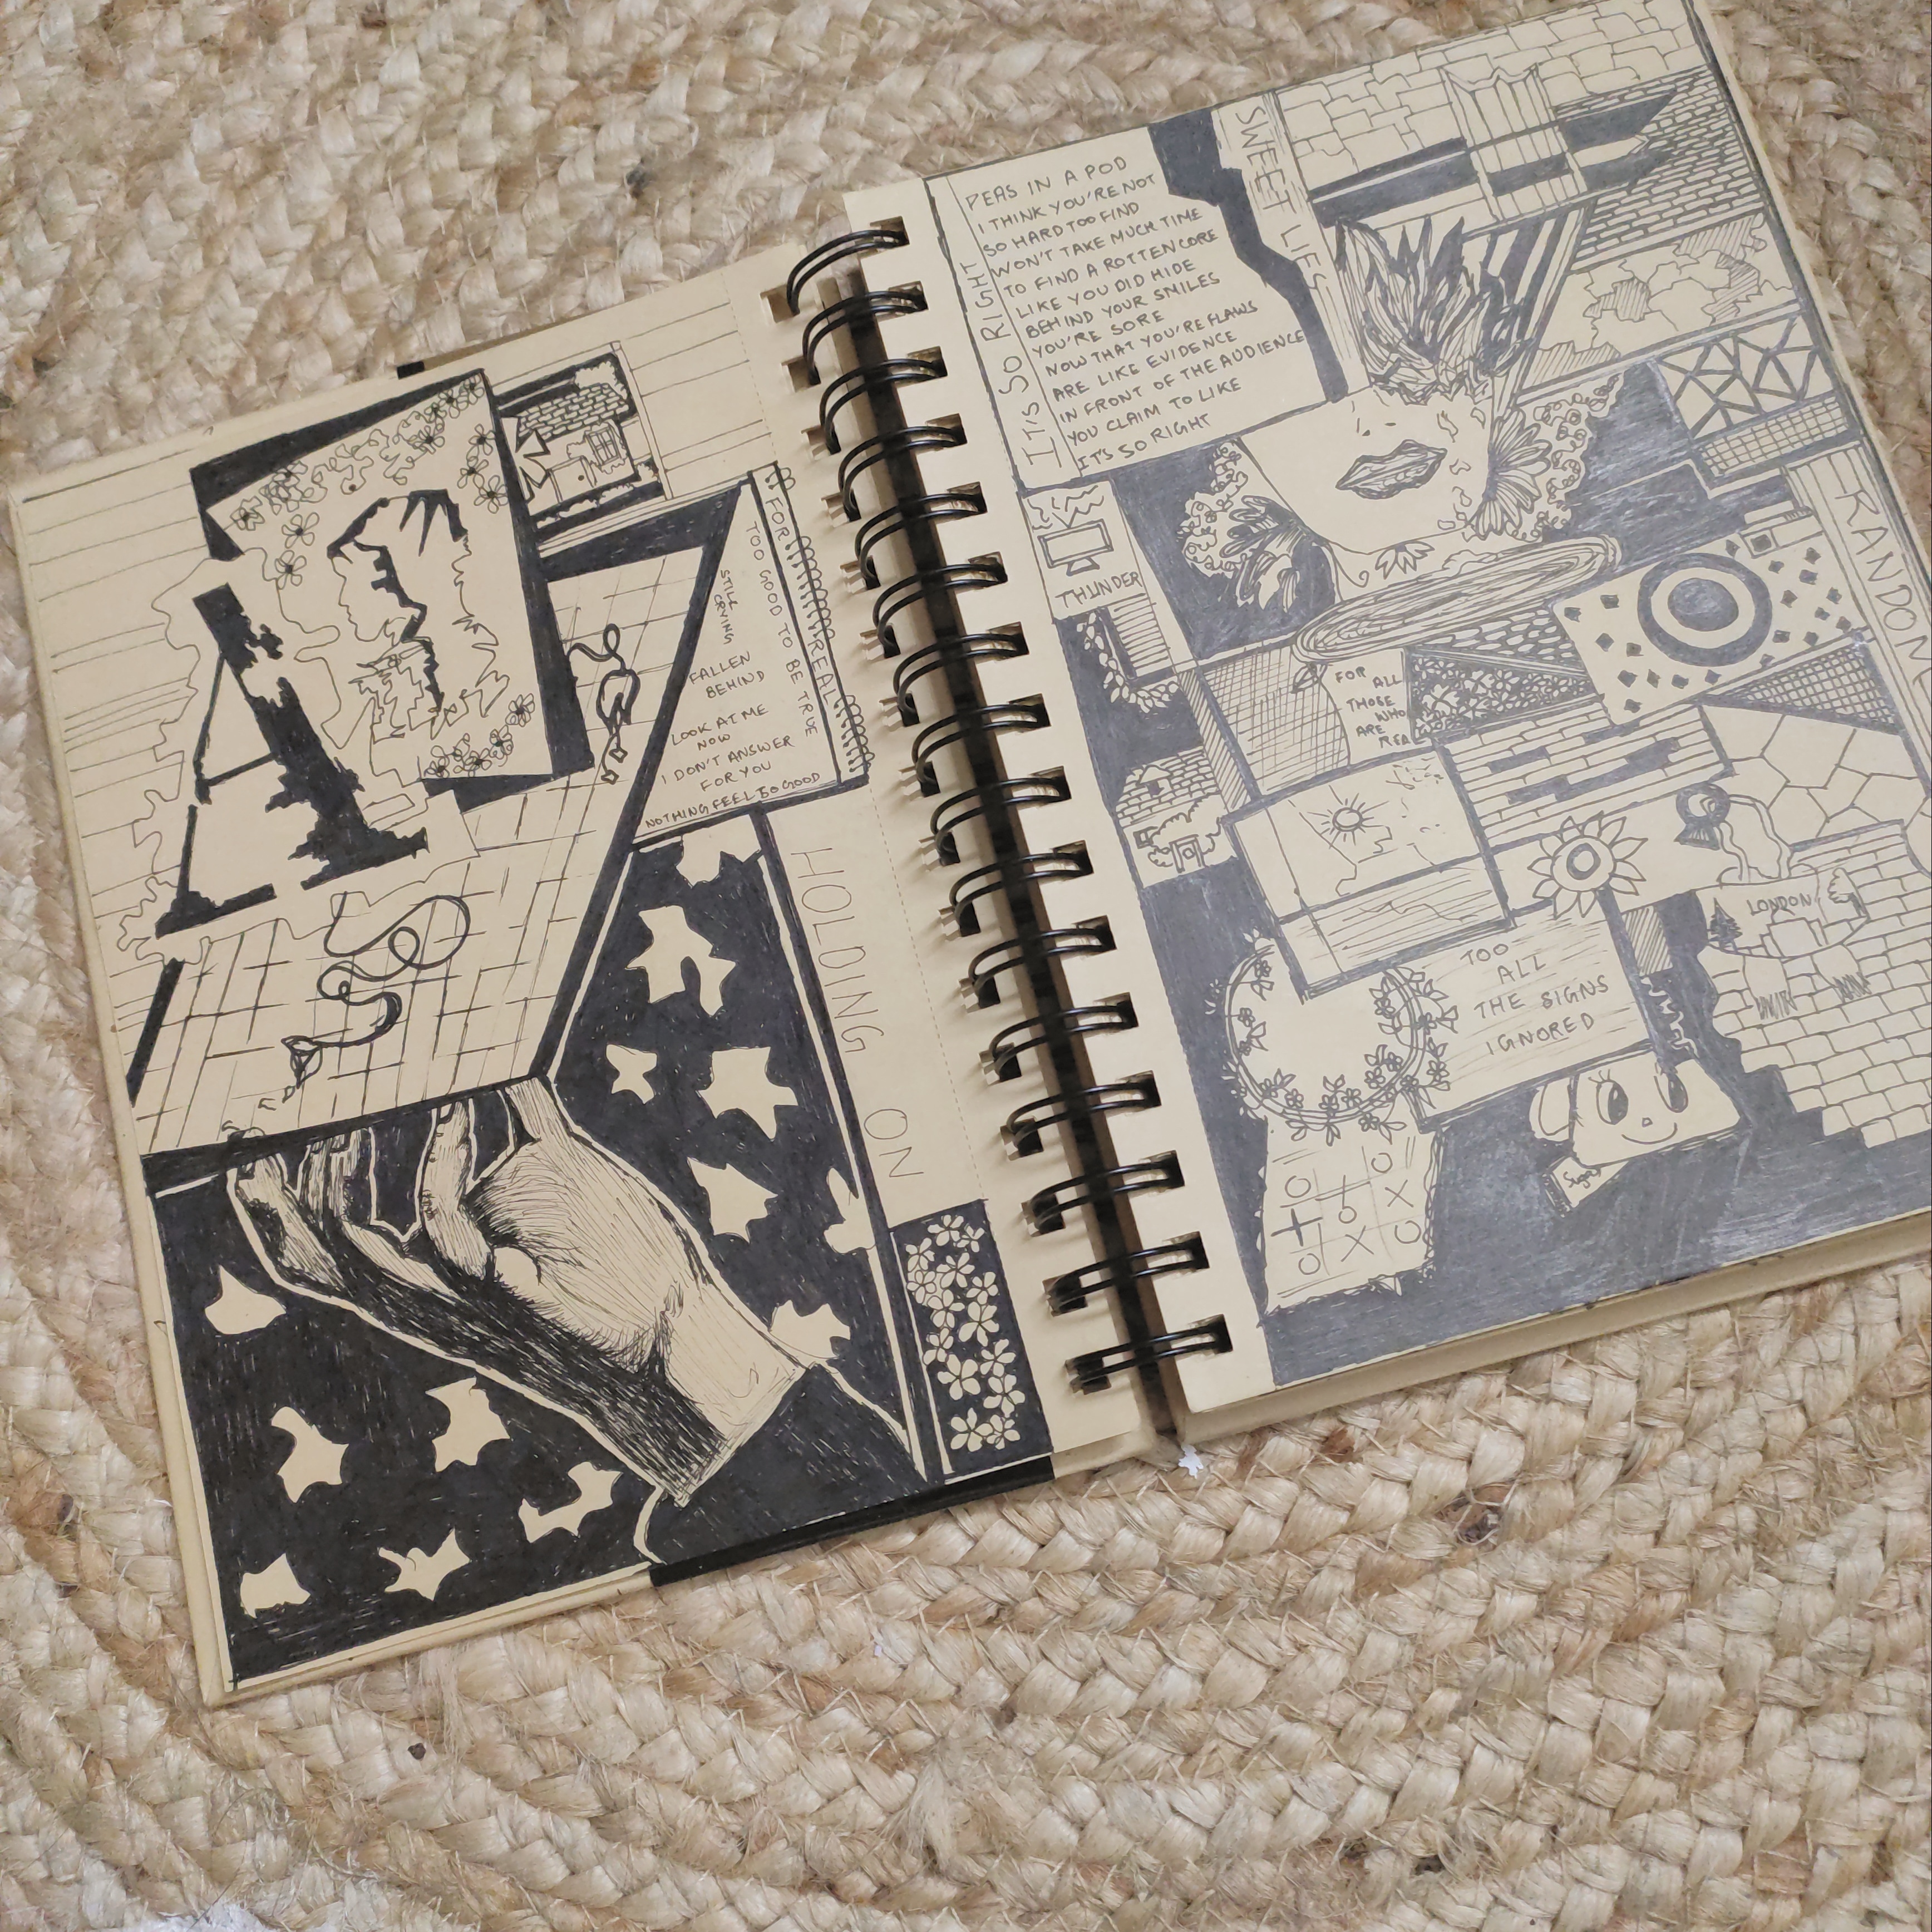 FOR REAL
TOO GOOD TO BE TRUE
STILL
CRYING
FALLEN
BEHIND
LOOK AT ME
NOW
I DON'T ANSWER
FOR YOU
NOTHING FEEL SO GOOD
HOLDING ON
IT'S SO RIGHT
PEAS IN A POD
I THINK YOU'RE NOT
SO HARD TOO FIND
WON'T TAKE MUCH TIME
TO FIND A ROTTEN CORE
LIKE YOU DID HIDE
BEHIND YOUR SMILES
YOU'RE SORE
NOW THAT YOU'RE FLAWS
ARE LIKE EVIDENCE
IN FRONT OF THE AUDIENCE
YOU CLAIM TO LIKE
IT'S SO RIGHT
SWEET LIFE
THUNDER
RANDOM
FOR ALL
THOSE
WHO
ARE
REAL
LONDON
TOO
ALL
THE SIGNS
IGNORED
O + O
X O X
O X O